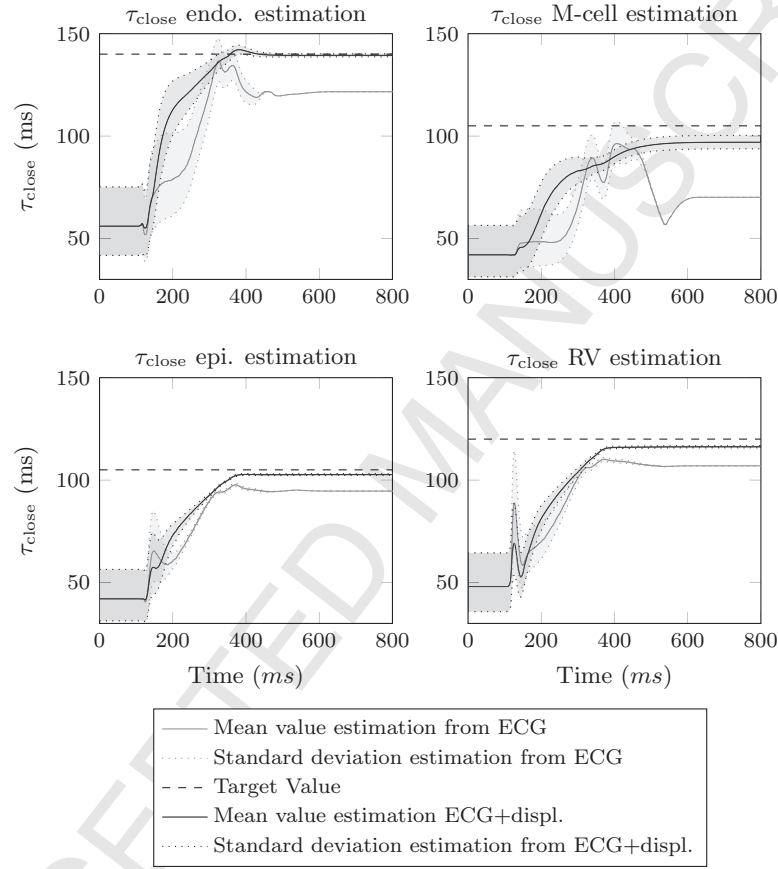 τclose endo. estimation
τclose M-cell estimation
150
100
50
τclose (ms)
0 200 400 600 800
150
100
50
0 200 400 600 800
τclose epi. estimation
τclose RV estimation
150
100
50
τclose (ms)
0 200 400 600 800
Time (ms)
150
100
50
0 200 400 600 800
Time (ms)
Mean value estimation from ECG
Standard deviation estimation from ECG
Target Value
Mean value estimation ECG+displ.
Standard deviation estimation from ECG+displ.